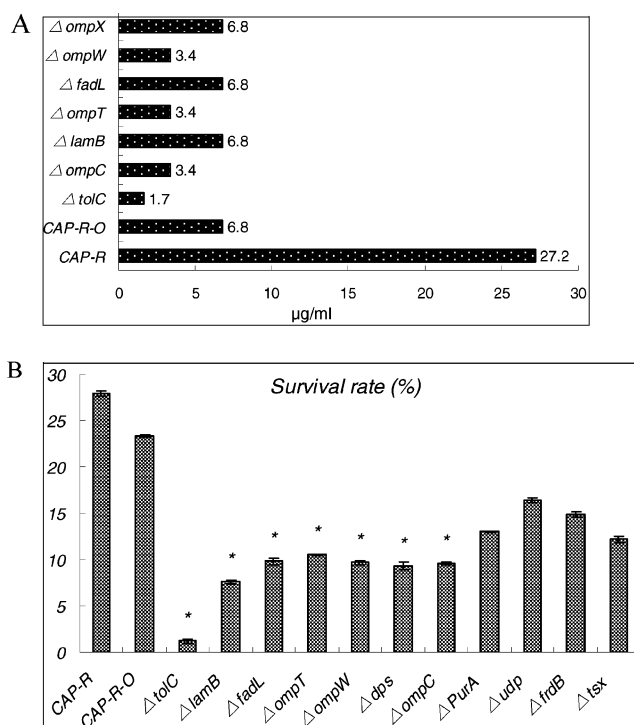 A
△ ompX 6.8
△ ompW 3.4
△ fadL 6.8
△ ompT 3.4
△ lamB 6.8
△ ompC 3.4
△ tolC 1.7
CAP-R-O 6.8
CAP-R 27.2
0 5 10 15 20 25 30
µg/ml
B
Survival rate (%)
30
25
20
15
10
5
0
* * * * * * *
CAP-R CAP-R-O △ tolC △ lamB △ fadL △ ompT △ ompW △ dps △ ompC △ PurA △ udp △ frdB △ tsx